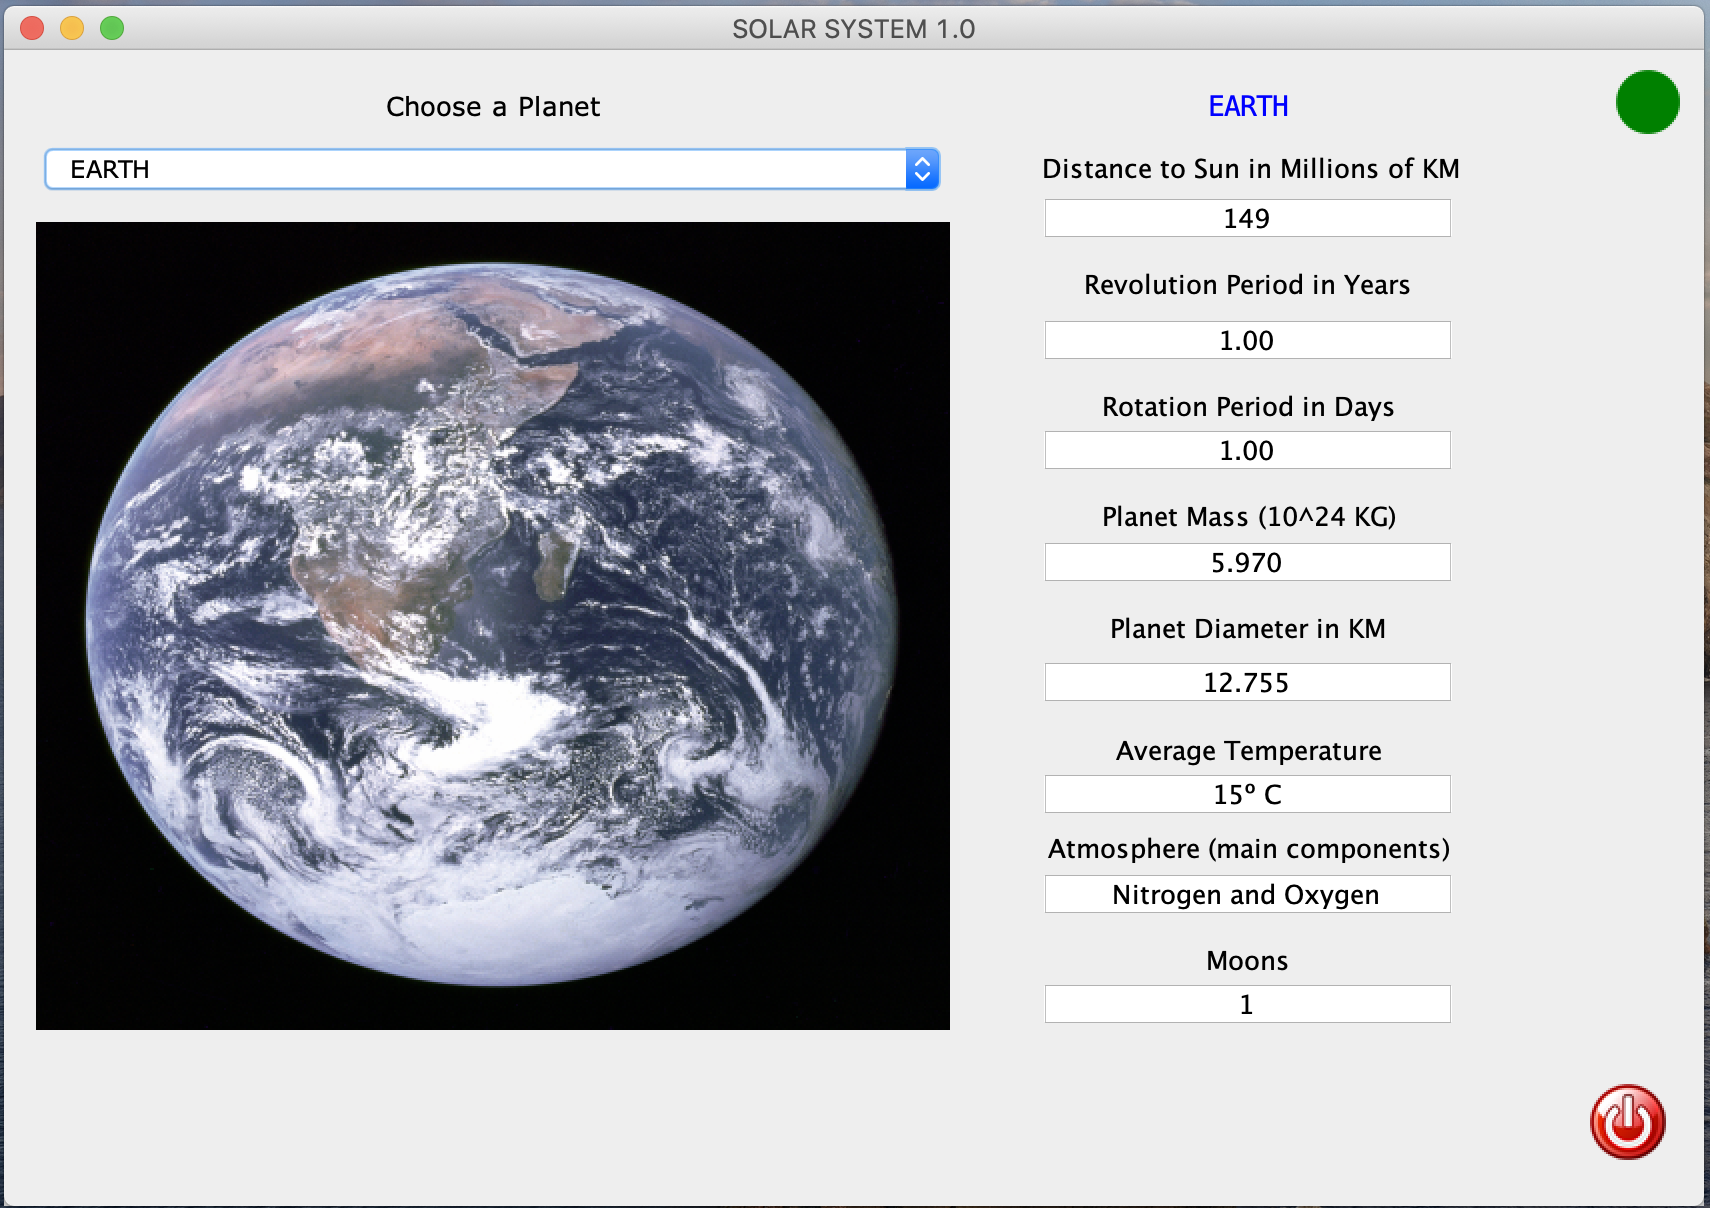 SOLAR SYSTEM 1.0
Choose a Planet
EARTH
EARTH
Distance to Sun in Millions of KM
149
Revolution Period in Years
1.00
Rotation Period in Days
1.00
Planet Mass (10^24 KG)
5.970
Planet Diameter in KM
12.755
Average Temperature
15º C
Atmosphere (main components)
Nitrogen and Oxygen
Moons
1